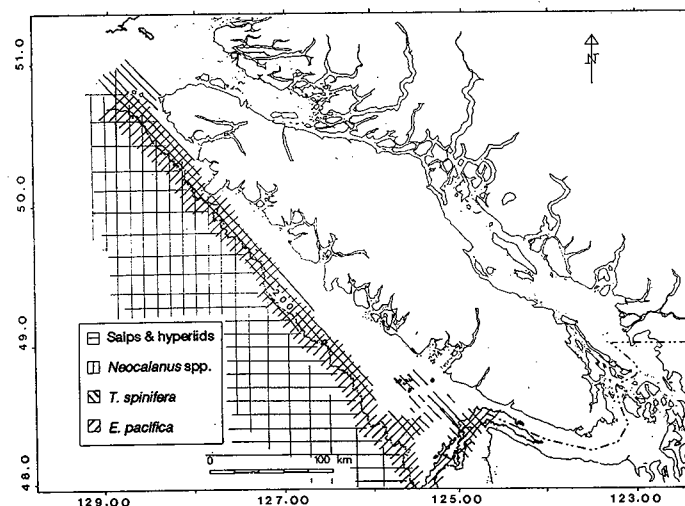 N
51.0
50.0
49.0
48.0
200
Salps & hyperiids
Neocalanus spp.
T. spinifera
E. pacifica
0 100 km
129.00 127.00 125.00 123.00